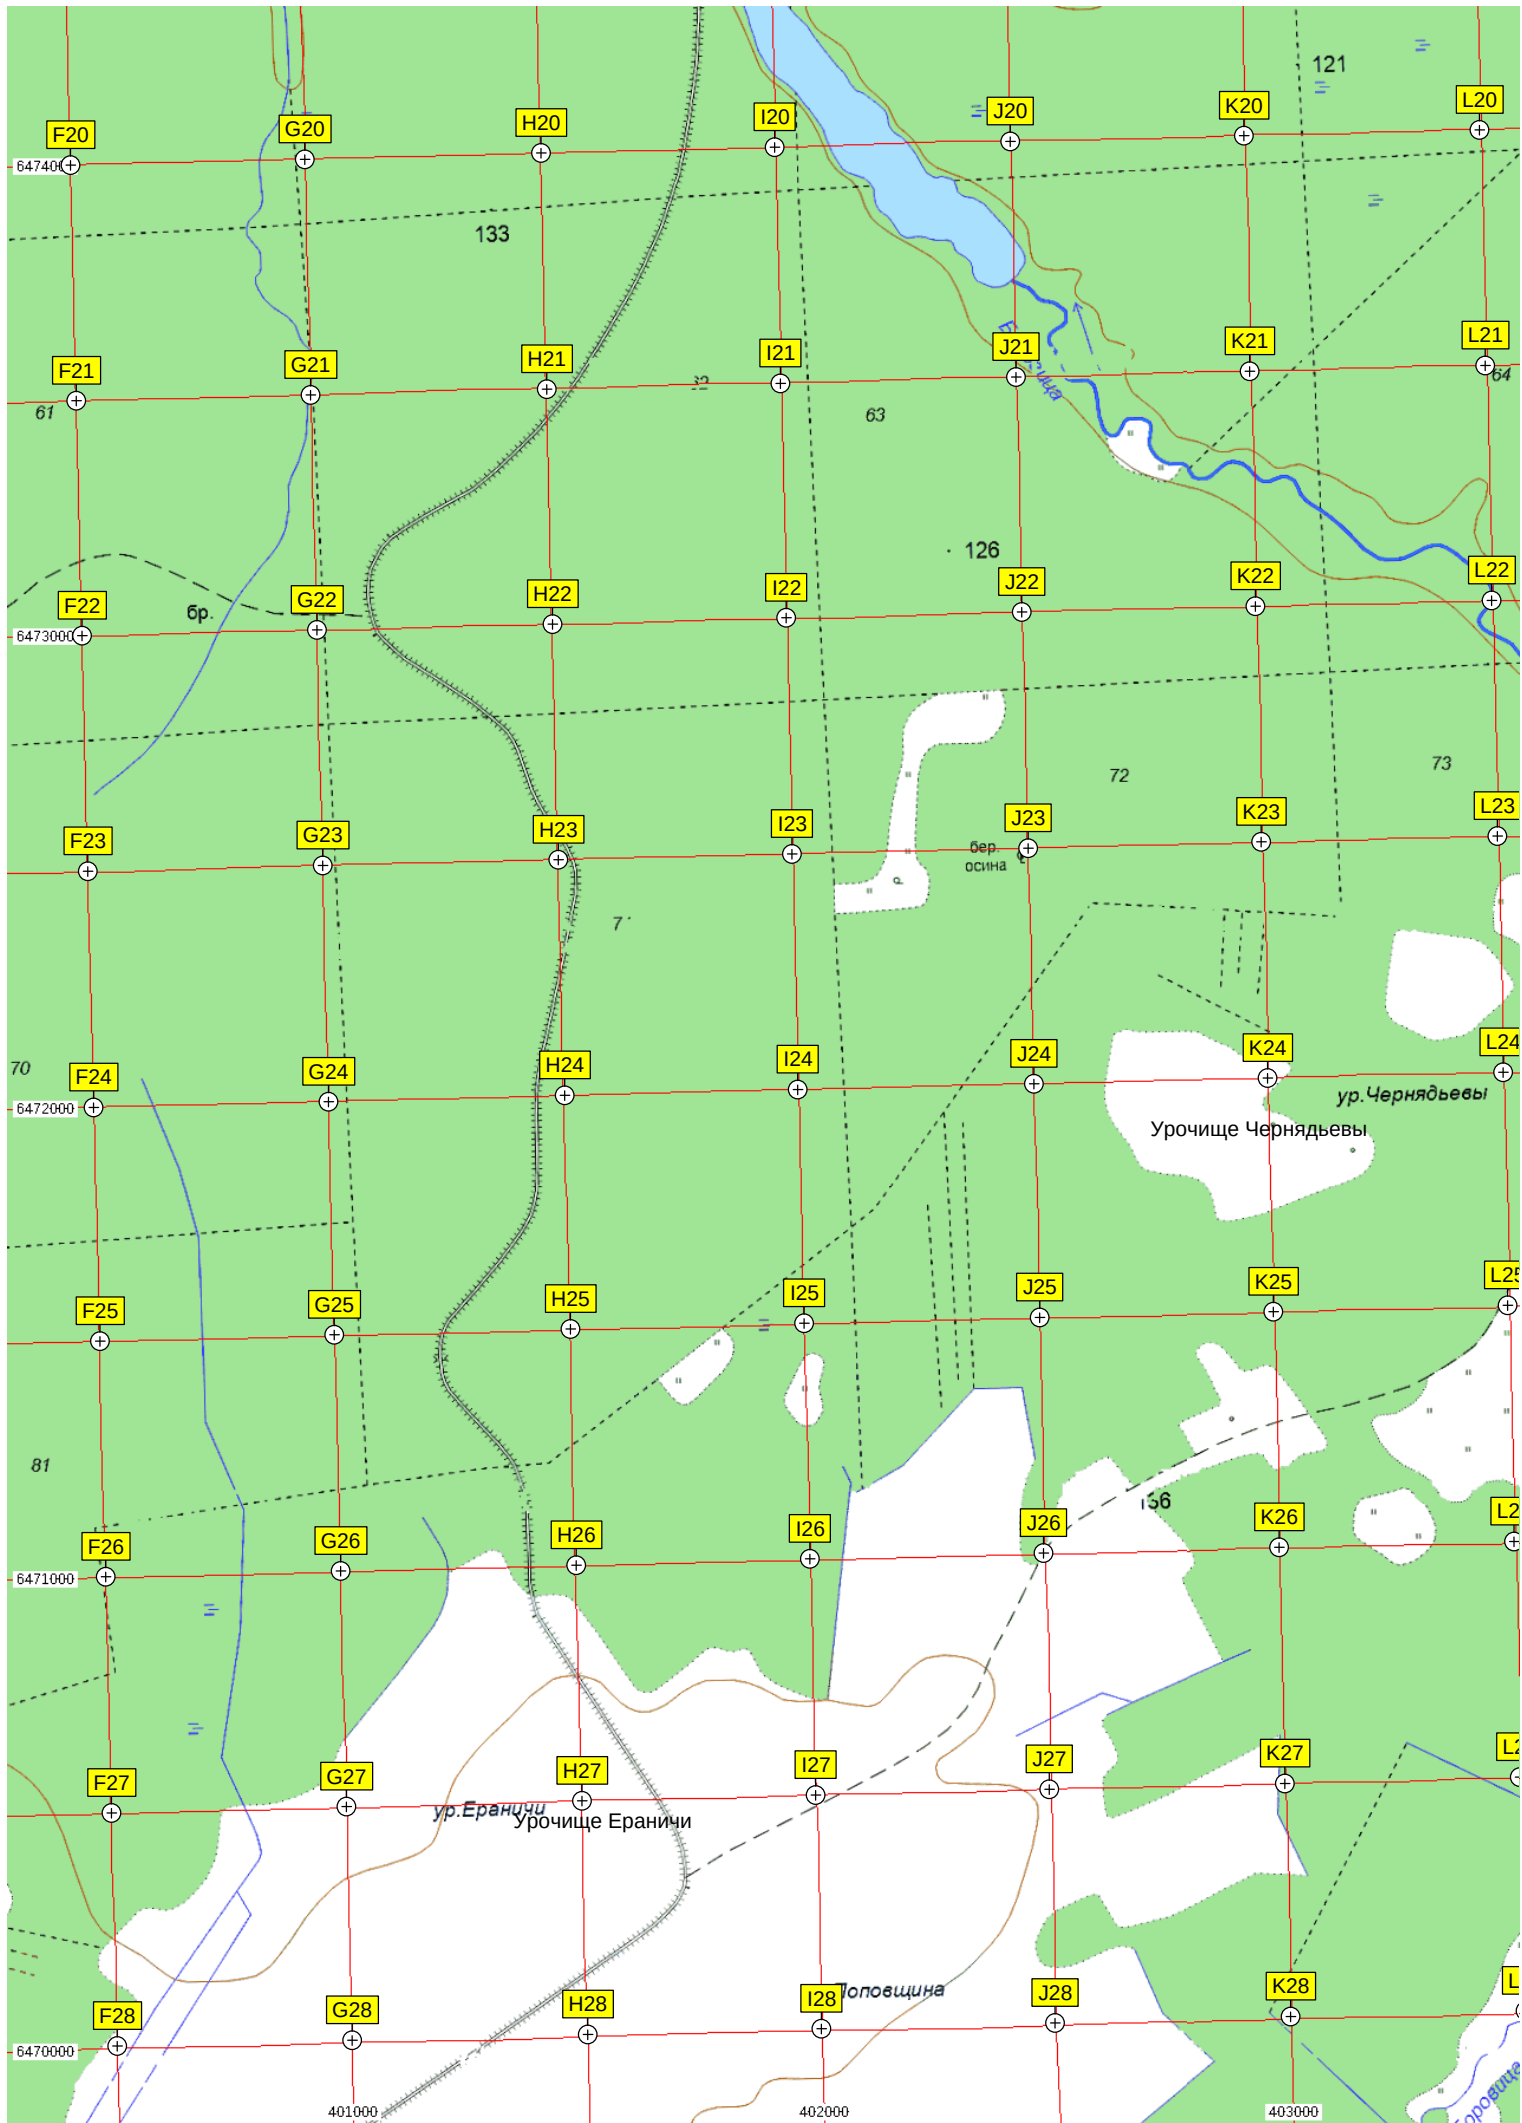 121
F20 G20 H20 I20 J20 K20 L20
647400
133
F21 G21 H21 I21 J21 K21 L21
61
63
64
126
F22 G22 H22 I22 J22 K22 L22
бр.
6473000
72
73
F23 G23 H23 I23 J23 K23 L23
бер.
осина
70
F24 G24 H24 I24 J24 K24 L24
ур.Чернядьевы
6472000
Урочище Чернядьевы
F25 G25 H25 I25 J25 K25 L25
81
F26 G26 H26 I26 J26 K26
6471000
F27 G27 H27 I27 J27 K27
ур.Ераничи
Урочище Ераничи
F28 G28 H28 I28 J28 K28
Поповщина
6470000
401000 402000 403000